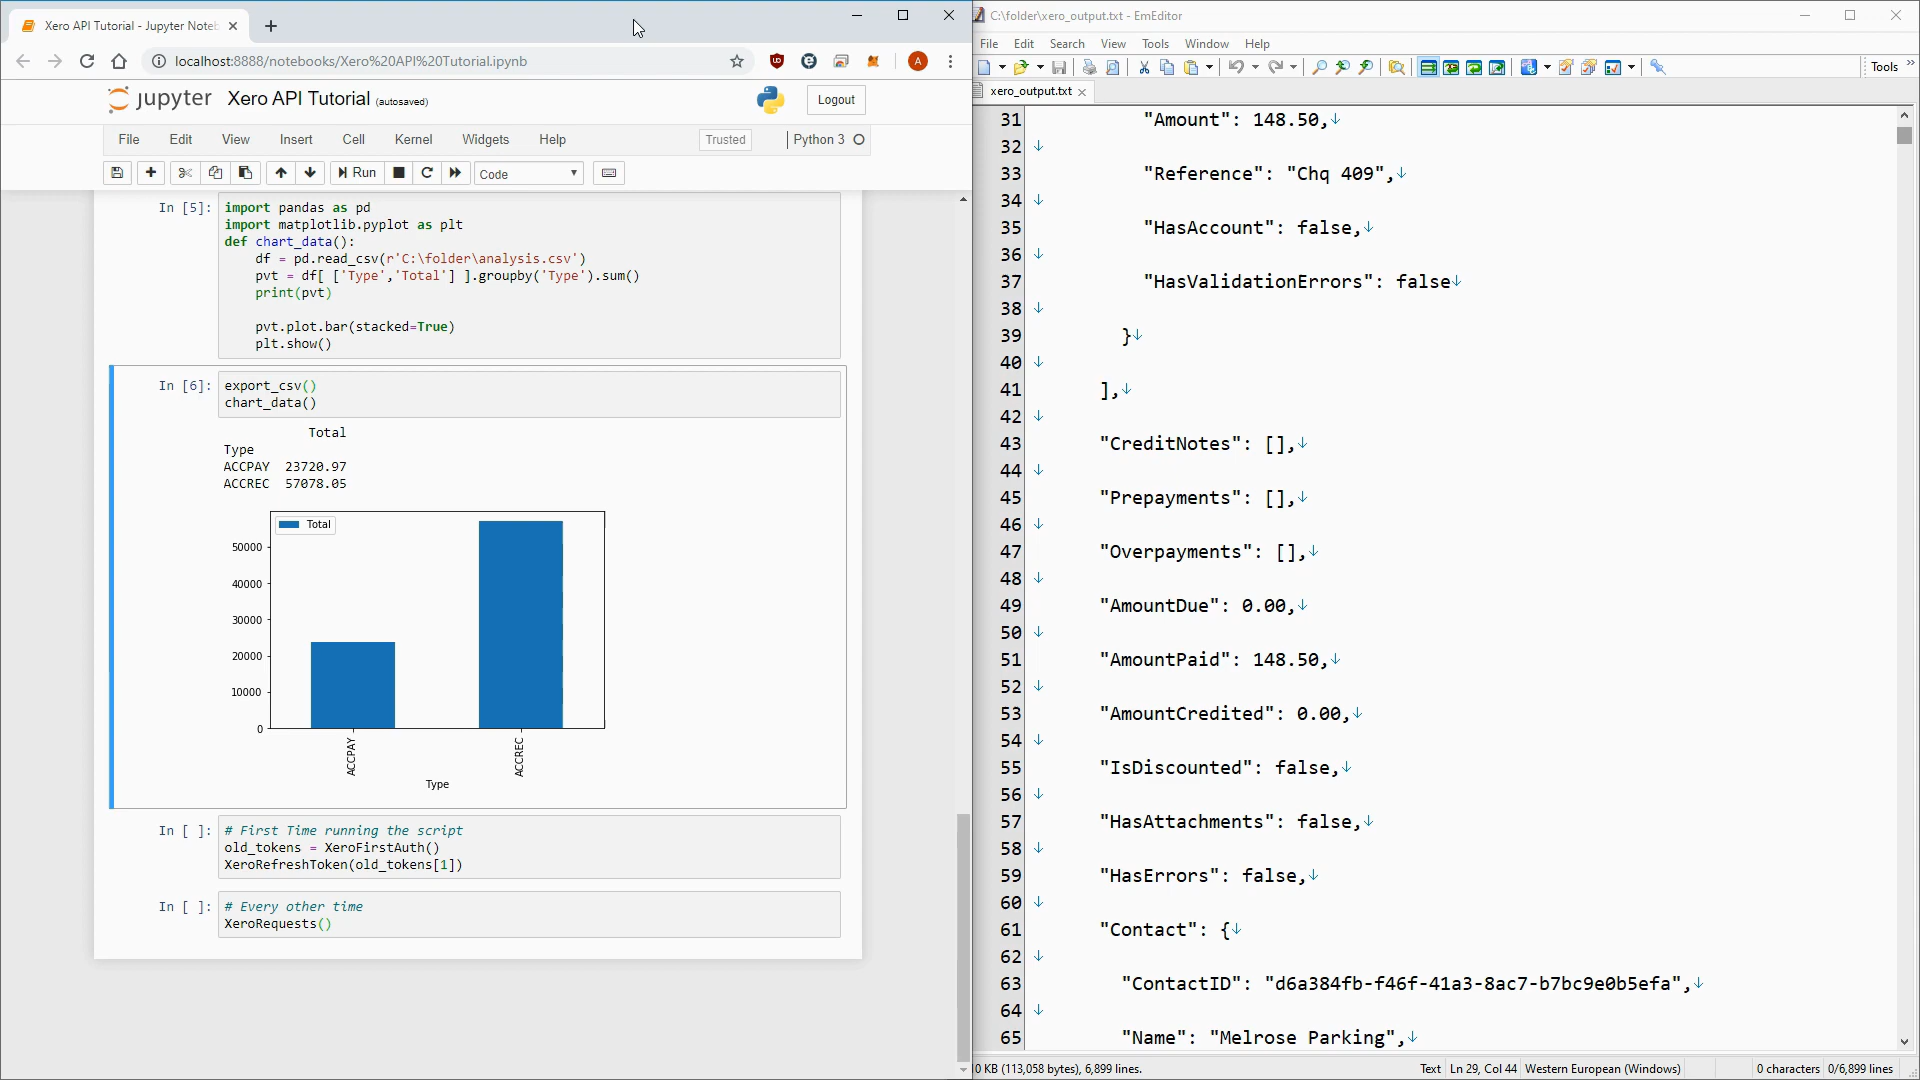 Xero API Tutorial - Jupyter Noteb
localhost:8888/notebooks/Xero%20API%20Tutorial.ipynb
A
jupyter Xero API Tutorial (autosaved)
Logout
File Edit View Insert Cell Kernel Widgets Help
Trusted
Python 3
Run
Code
In [5]:
import pandas as pd
import matplotlib.pyplot as plt
def chart_data():
    df = pd.read_csv(r'C:\folder\analysis.csv')
    pvt = df[ ['Type','Total'] ].groupby('Type').sum()
    print(pvt)
    pvt.plot.bar(stacked=True)
    plt.show()
In [6]:
export_csv()
chart_data()
Total
Type
ACCPAY 23720.97
ACCREC 57078.05
Total
50000
40000
30000
20000
10000
0
ACCPAY
ACCREC
Type
In [ ]:
# First Time running the script
old_tokens = XeroFirstAuth()
XeroRefreshToken(old_tokens[1])
In [ ]:
# Every other time
XeroRequests()
C:\folder\xero_output.txt - EmEditor
File Edit Search View Tools Window Help
Tools
xero_output.txt
31 "Amount": 148.50,↓
32 ↓
33 "Reference": "Chq 409",↓
34 ↓
35 "HasAccount": false,↓
36 ↓
37 "HasValidationErrors": false↓
38 ↓
39 }↓
40 ↓
41 ],↓
42 ↓
43 "CreditNotes": [],↓
44 ↓
45 "Prepayments": [],↓
46 ↓
47 "Overpayments": [],↓
48 ↓
49 "AmountDue": 0.00,↓
50 ↓
51 "AmountPaid": 148.50,↓
52 ↓
53 "AmountCredited": 0.00,↓
54 ↓
55 "IsDiscounted": false,↓
56 ↓
57 "HasAttachments": false,↓
58 ↓
59 "HasErrors": false,↓
60 ↓
61 "Contact": {↓
62 ↓
63 "ContactID": "d6a384fb-f46f-41a3-8ac7-b7bc9e0b5efa",↓
64 ↓
65 "Name": "Melrose Parking",↓
0 KB (113,058 bytes), 6,899 lines.
Text
Ln 29, Col 44
Western European (Windows)
0 characters
0/6,899 lines